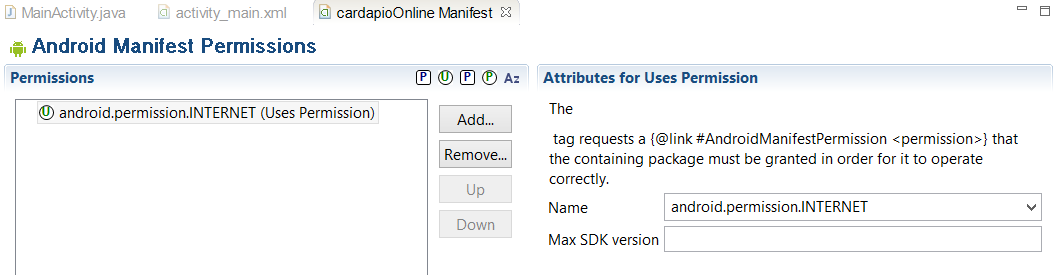 MainActivity.java activity_main.xml cardapioOnline Manifest
Android Manifest Permissions
Permissions P U P P Az
U android.permission.INTERNET (Uses Permission)
Add...
Remove...
Up
Down
Attributes for Uses Permission
The
tag requests a {@link #AndroidManifestPermission <permission>} that
the containing package must be granted in order for it to operate
correctly.
Name android.permission.INTERNET
Max SDK version